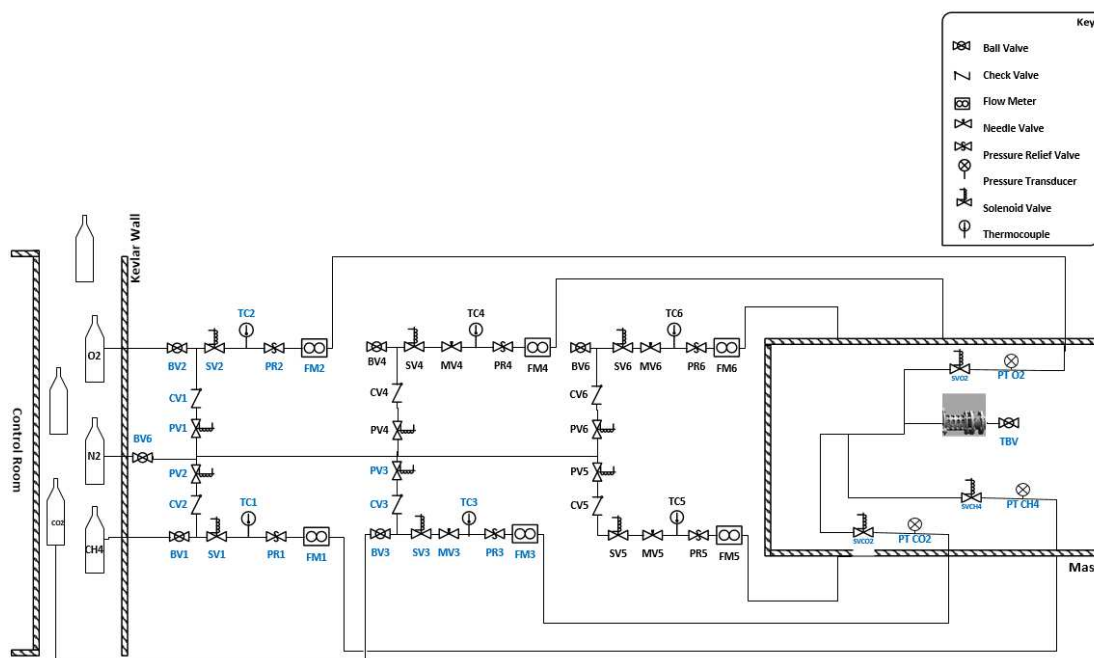 Key
Ball Valve
Check Valve
Flow Meter
Needle Valve
Pressure Relief Valve
Pressure Transducer
Solenoid Valve
Thermocouple
Kevlar Wall
Control Room
O2
N2
CO2
CH4
TC2
BV2
SV2
PR2
FM2
CV1
PV1
BV6
PV2
CV2
TC1
BV1
SV1
PR1
FM1
TC4
BV4
SV4
MV4
PR4
FM4
CV4
PV4
PV3
CV3
TC3
BV3
SV3
MV3
PR3
FM3
TC6
BV6
SV6
MV6
PR6
FM6
CV6
PV6
PV5
CV5
TC5
SV5
MV5
PR5
FM5
SVO2
PT O2
TBV
SVCH4
PT CH4
SVCO2
PT CO2
Mas